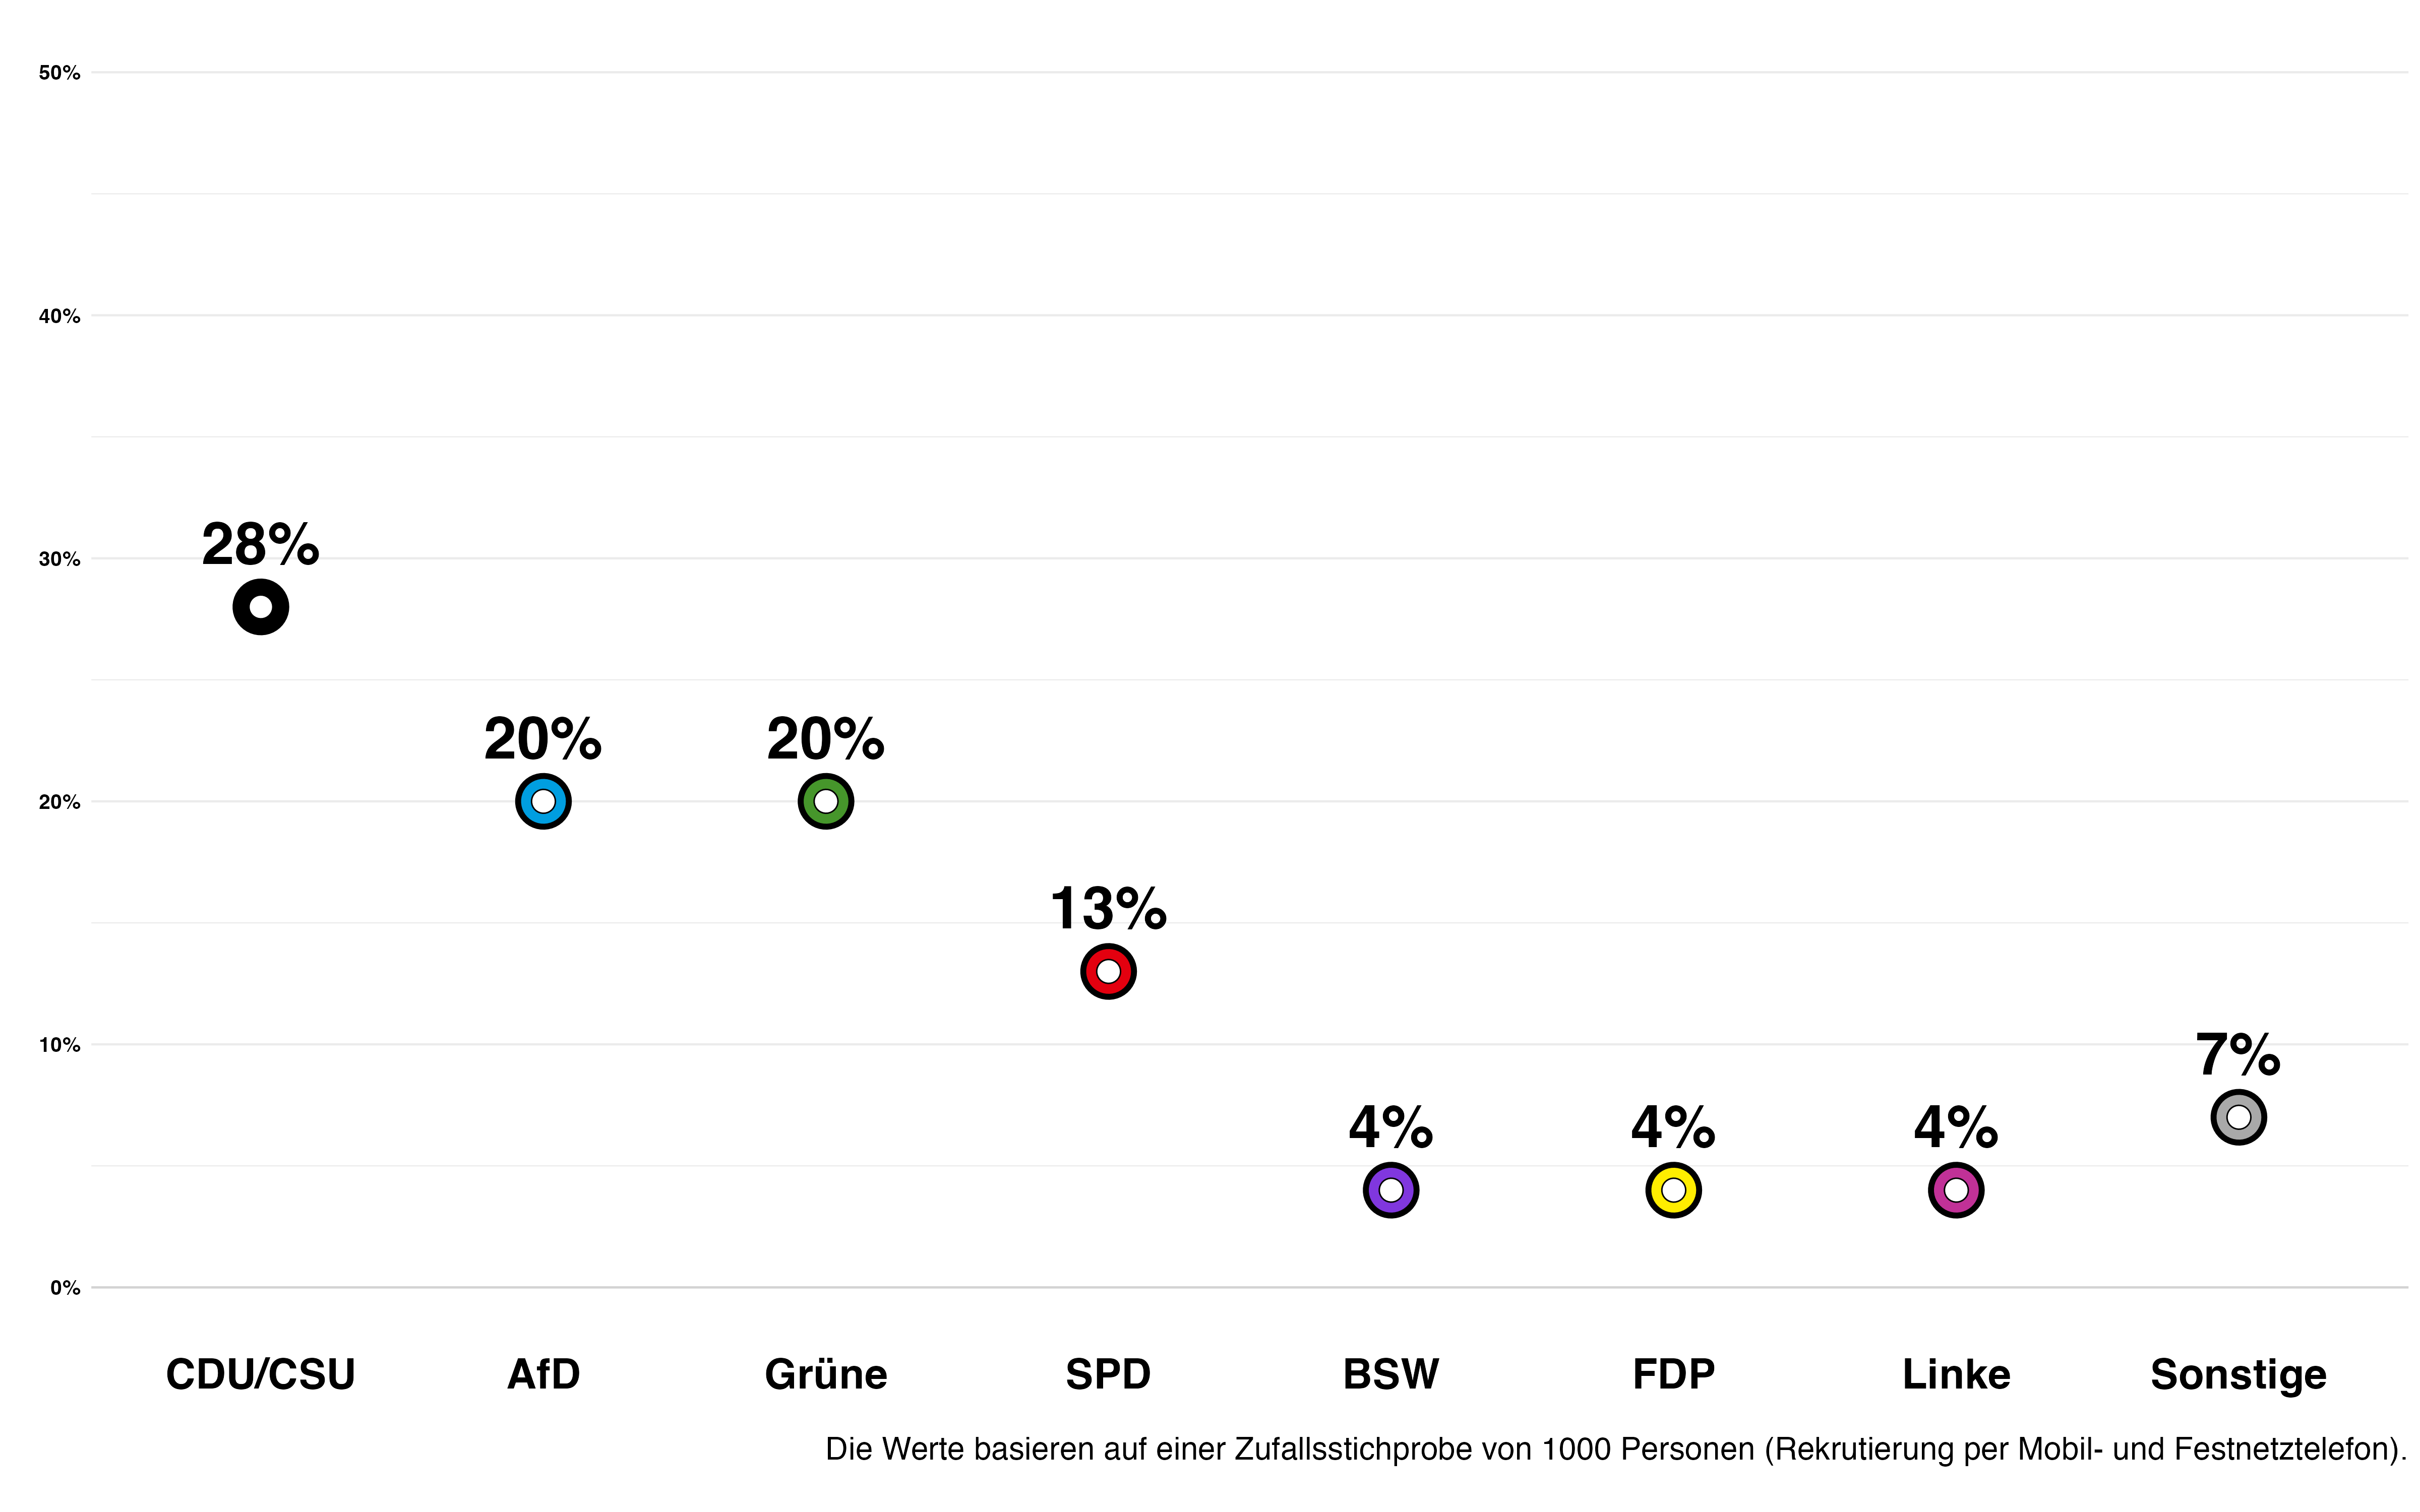 50%
40%
30%
20%
10%
0%
28%
20%
20%
13%
4%
4%
4%
7%
CDU/CSU
AfD
Grüne
SPD
BSW
FDP
Linke
Sonstige
Die Werte basieren auf einer Zufallsstichprobe von 1000 Personen (Rekrutierung per Mobil- und Festnetztelefon).